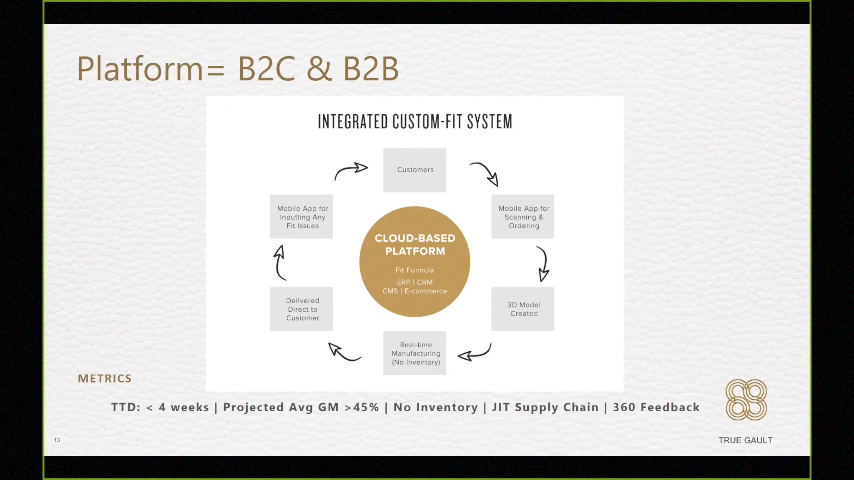 Platform= B2C & B2B
INTEGRATED CUSTOM-FIT SYSTEM
Customers
Mobile App for
Inputting Any
Fit Issues
Mobile App for
Scanning &
Ordering
CLOUD-BASED
PLATFORM
Fit Formula
ERP | CRM
CMS | E-commerce
Delivered
Direct to
Customer
3D Model
Created
Real-time
Manufacturing
(No Inventory)
METRICS
TTD: < 4 weeks | Projected Avg GM >45% | No Inventory | JIT Supply Chain | 360 Feedback
13
TRUE GAULT